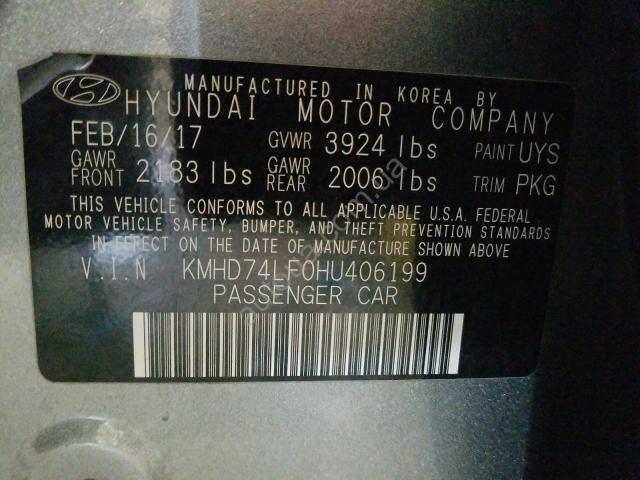 MANUFACTURED IN KOREA BY
HYUNDAI MOTOR COMPANY
FEB/16/17 GVWR 3924 lbs PAINT UYS
GAWR FRONT 2183 lbs GAWR REAR 2006 lbs TRIM PKG
THIS VEHICLE CONFORMS TO ALL APPLICABLE U.S.A. FEDERAL
MOTOR VEHICLE SAFETY, BUMPER, AND THEFT PREVENTION STANDARDS
IN EFFECT ON THE DATE OF MANUFACTURE SHOWN ABOVE
V.I.N KMHD74LF0HU406199
PASSENGER CAR